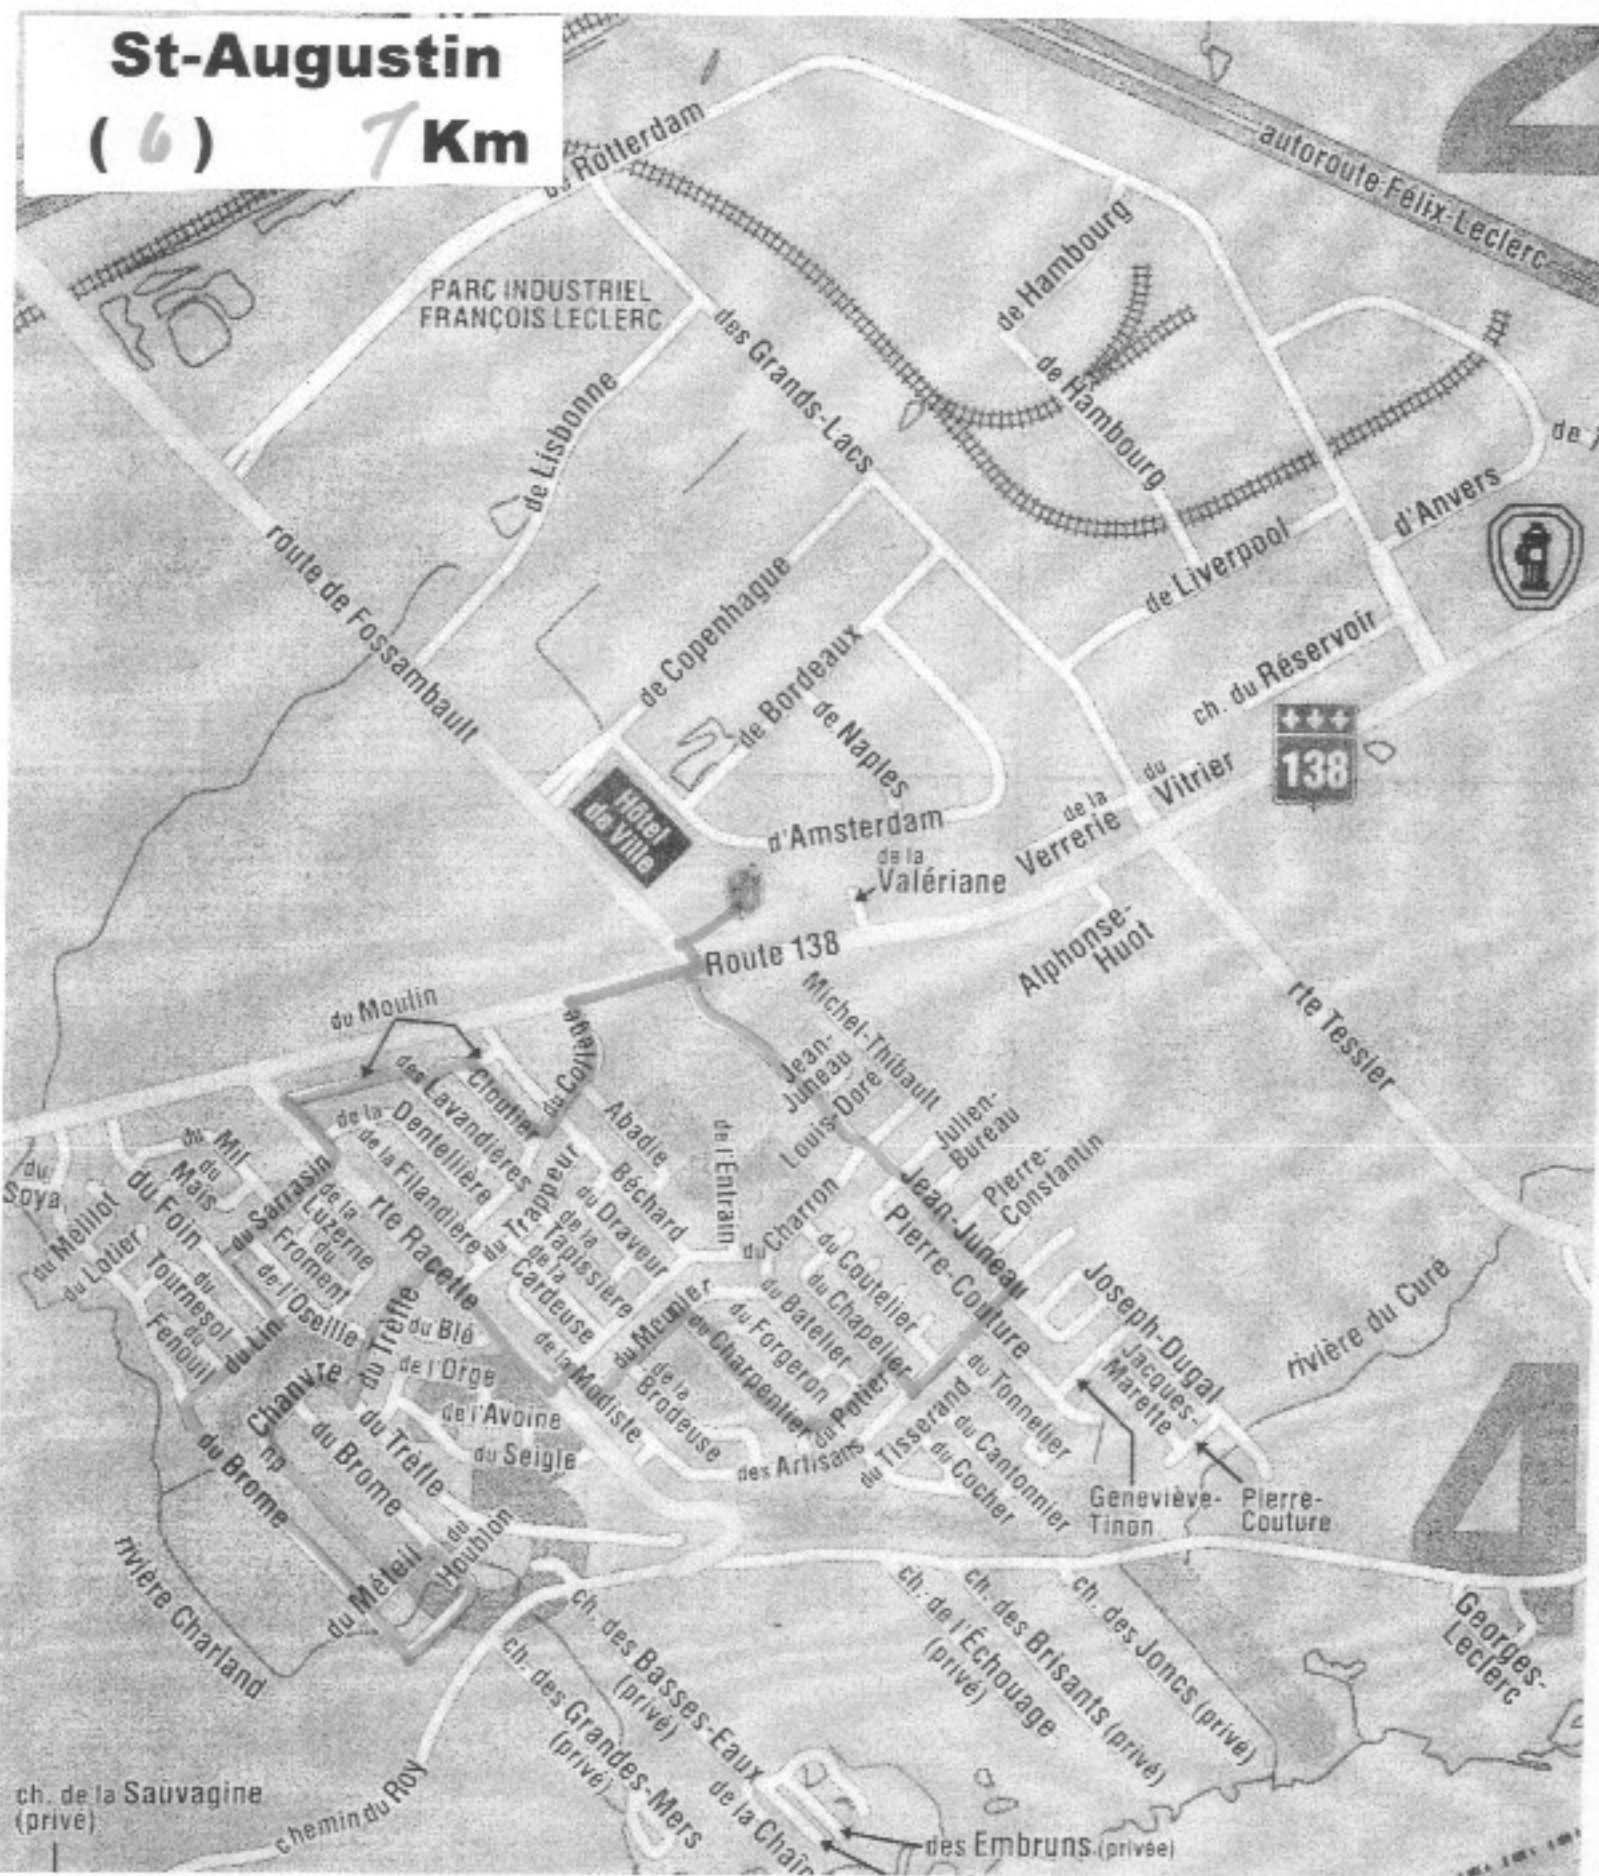 St-Augustin
( 6 ) 7 Km
de Rotterdam
autoroute Félix-Leclerc
PARC INDUSTRIEL
FRANÇOIS LECLERC
de Hambourg
des Grands-Lacs
de Hambourg
de Lisbonne
d'Anvers
route de Fossambault
de Copenhague
de Liverpool
ch. du Réservoir
de Bordeaux
de Naples
138
du
Vitrier
Hôtel
de Ville
d'Amsterdam
de la
Verrerie
de la
Valériane
Alphonse-
Huot
Route 138
rte Tessier
du Moulin
Michel-Thibault
Jean-
Juneau
Louis-Doré
du Collège
des Lavandières
Cloutier
Abadie
Julien-
Bureau
Pierre-
Constantin
de la Dentellière
de la Filandière
de l'Entrain
Béchard
du Trappeur
du Draveur
de la
Tapissière
de la
Cardeuse
du Charron
Jean-Juneau
Pierre-Couture
du Soya
du Mil
du
Maïs
du Foin
du Sarrasin
de la
Luzerne
rte Racette
du Mélilot
du Lotier
du
Froment
de l'Oseille
du
Tournesol
du
Fenouil
du Lin
du Trèfle
du Blé
de l'Orge
de l'Avoine
du Seigle
du Meunier
de la
Modiste
de la
Brodeuse
du Charpentier
du Forgeron
du Batelier
du Chapelier
du Coutelier
du Potier
des Artisans
du Tisserand
du Tonnelier
du Cantonnier
du Cocher
Joseph-Dugal
Jacques-
Marette
rivière du Curé
Geneviève-
Tinon
Pierre-
Couture
du Chanvre
du Brome
du Brome
du Trèfle
du
Houblon
du Méteil
rivière Charland
4
ch. des Basses-Eaux
(privé)
ch. des Grandes-Mers
(privé)
ch. de l'Échouage
(privé)
ch. des Brisants (privé)
ch. des Joncs (privé)
Georges-
Leclerc
ch. de la Sauvagine
(privé)
chemin du Roy
de la
des Embruns (privée)